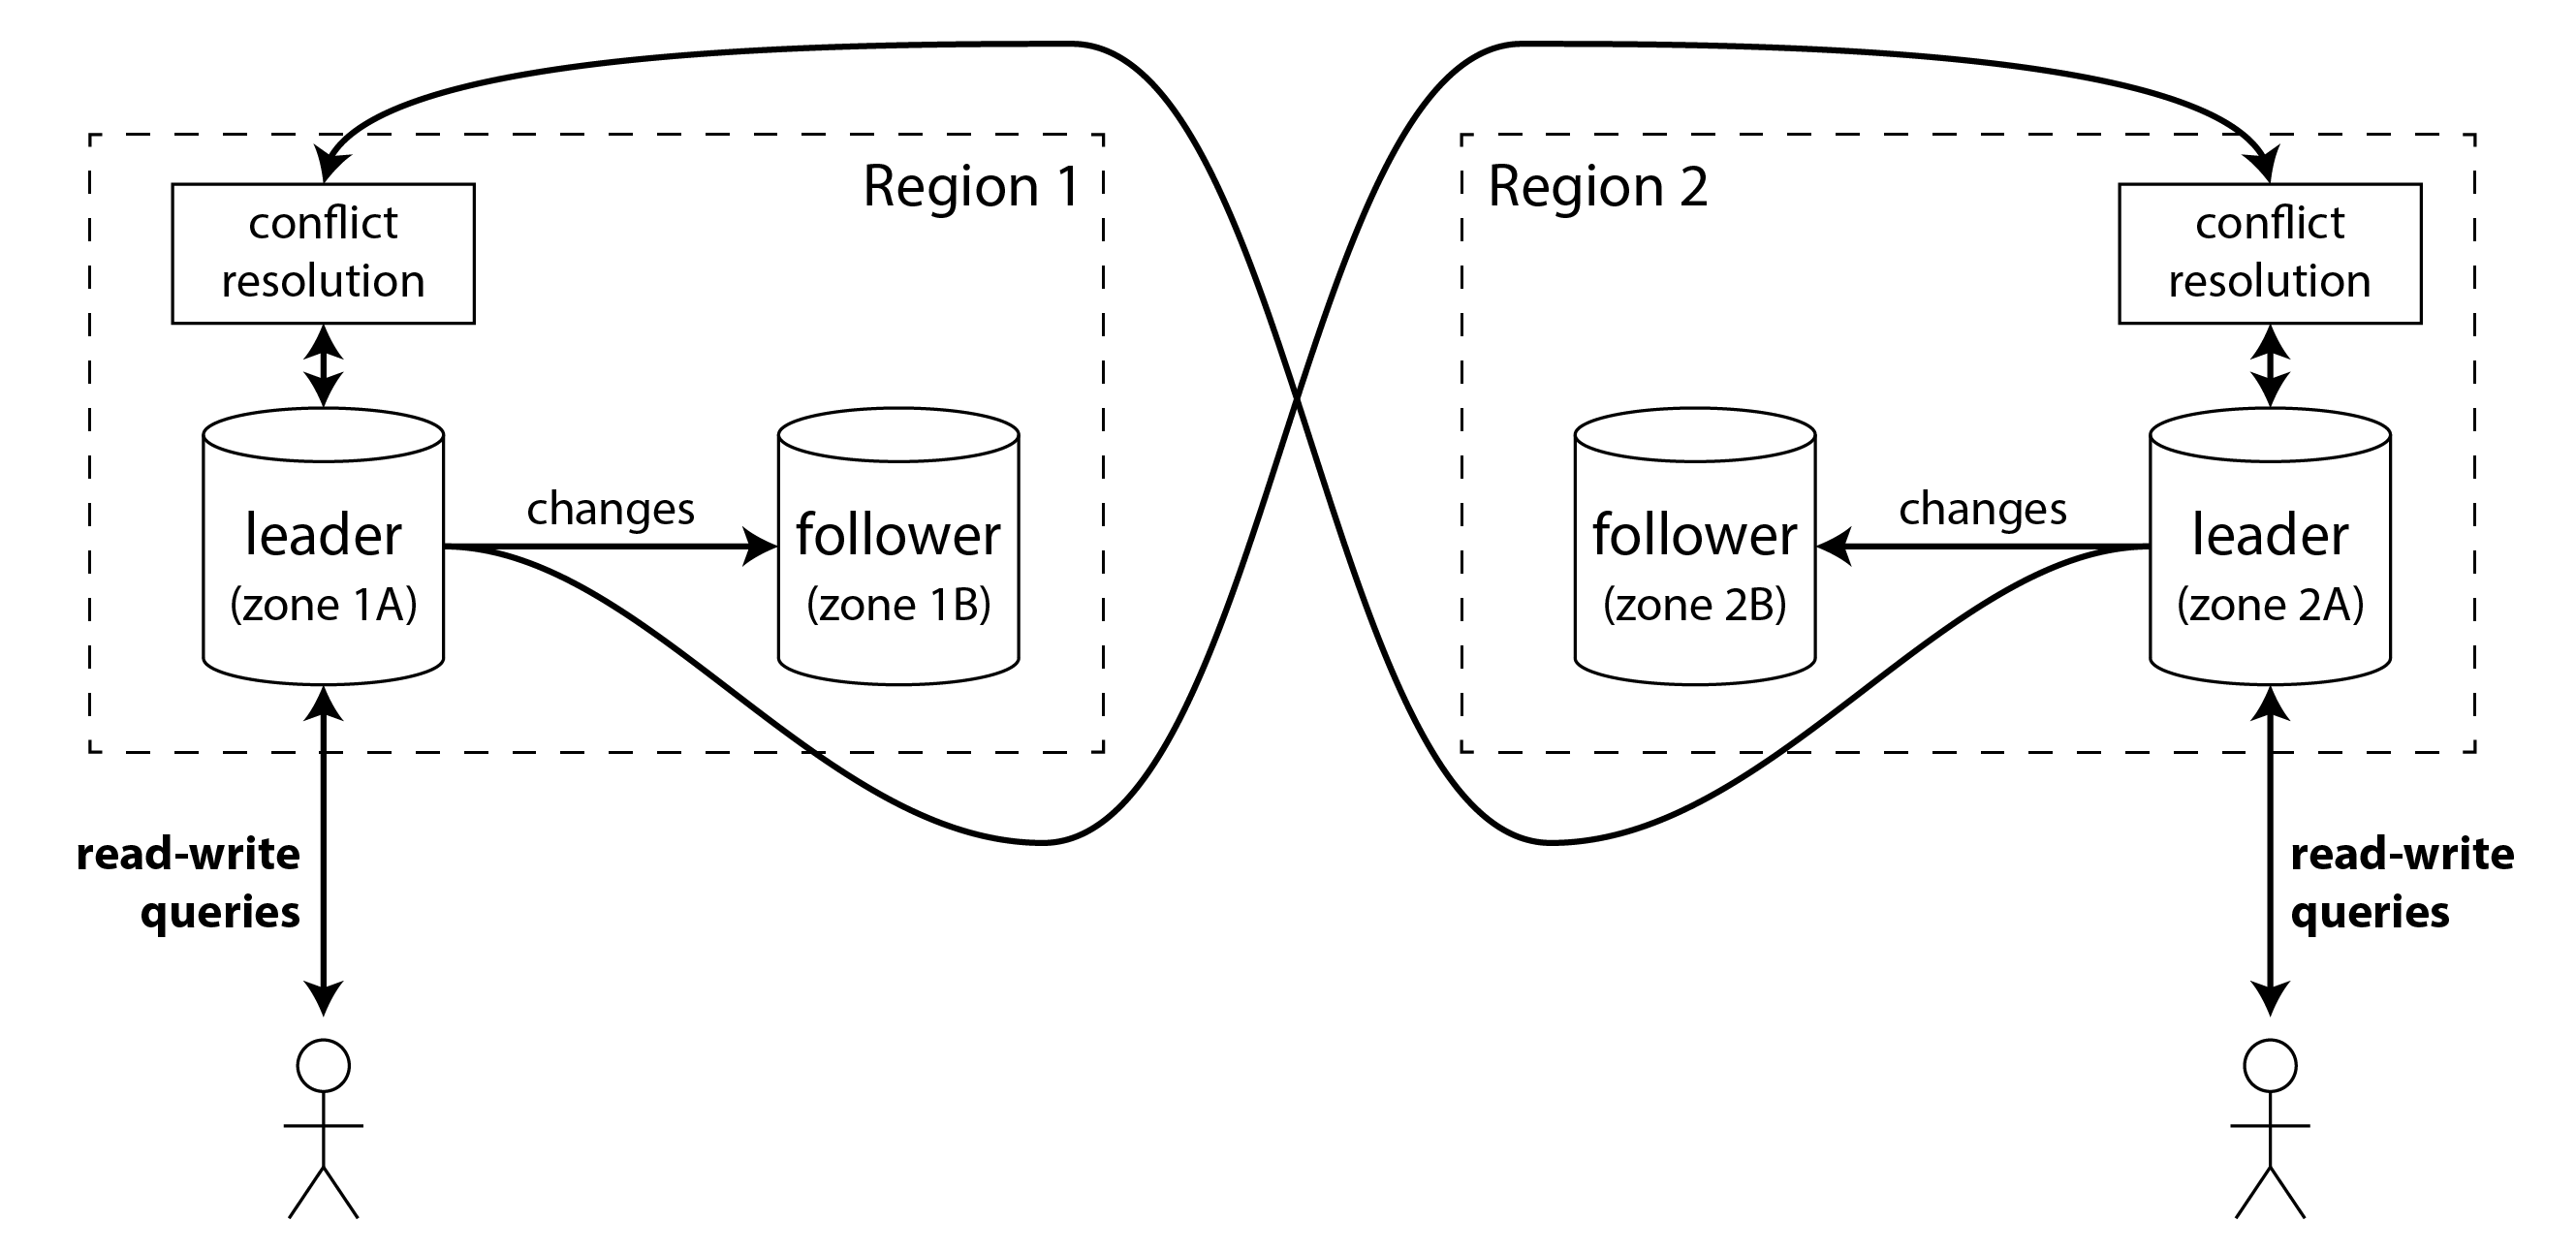 Region 1
conflict
resolution
changes
leader
(zone 1A)
follower
(zone 1B)
read-write
queries
Region 2
conflict
resolution
changes
follower
(zone 2B)
leader
(zone 2A)
read-write
queries